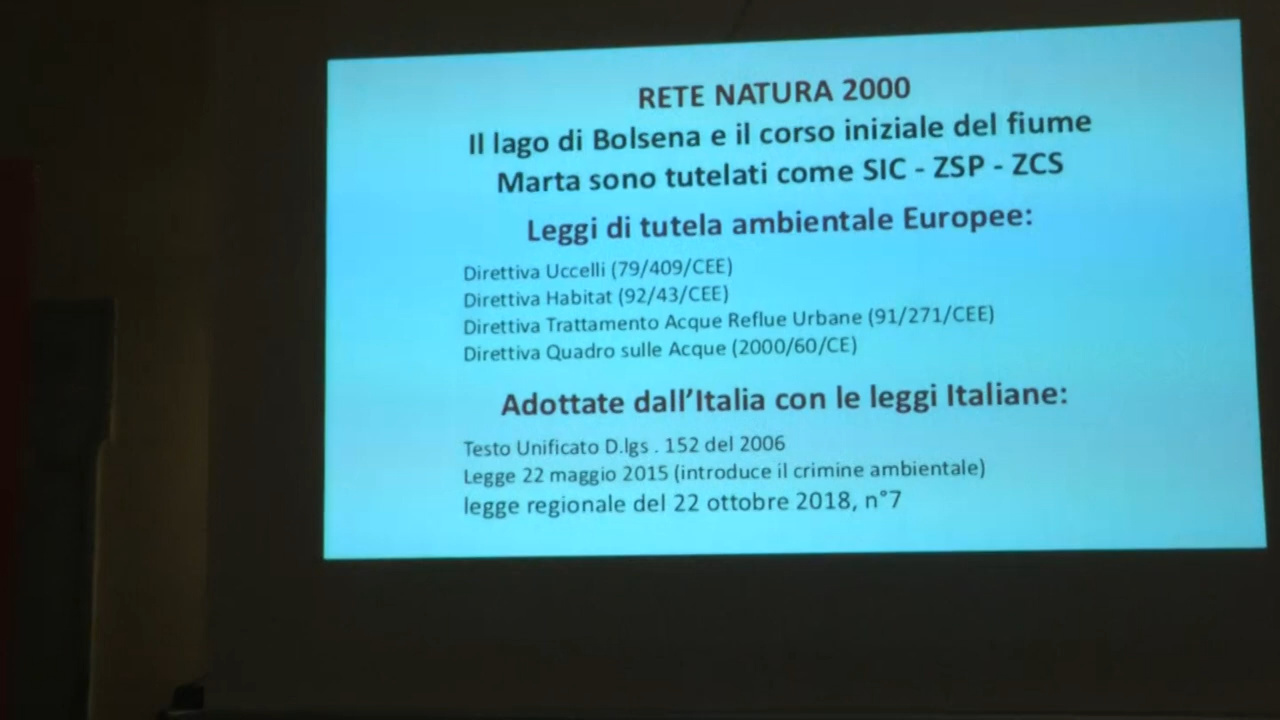 RETE NATURA 2000
Il lago di Bolsena e il corso iniziale del fiume
Marta sono tutelati come SIC - ZSP - ZCS
Leggi di tutela ambientale Europee:
Direttiva Uccelli (79/409/CEE)
Direttiva Habitat (92/43/CEE)
Direttiva Trattamento Acque Reflue Urbane (91/271/CEE)
Direttiva Quadro sulle Acque (2000/60/CE)
Adottate dall’Italia con le leggi Italiane:
Testo Unificato D.lgs . 152 del 2006
Legge 22 maggio 2015 (introduce il crimine ambientale)
legge regionale del 22 ottobre 2018, n°7